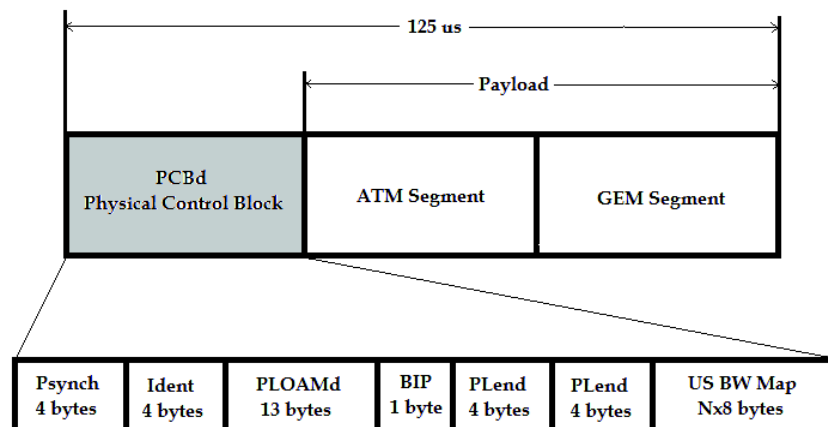 125 us
Payload
PCBd
Physical Control Block
ATM Segment
GEM Segment
Psynch
4 bytes
Ident
4 bytes
PLOAMd
13 bytes
BIP
1 byte
PLend
4 bytes
PLend
4 bytes
US BW Map
Nx8 bytes